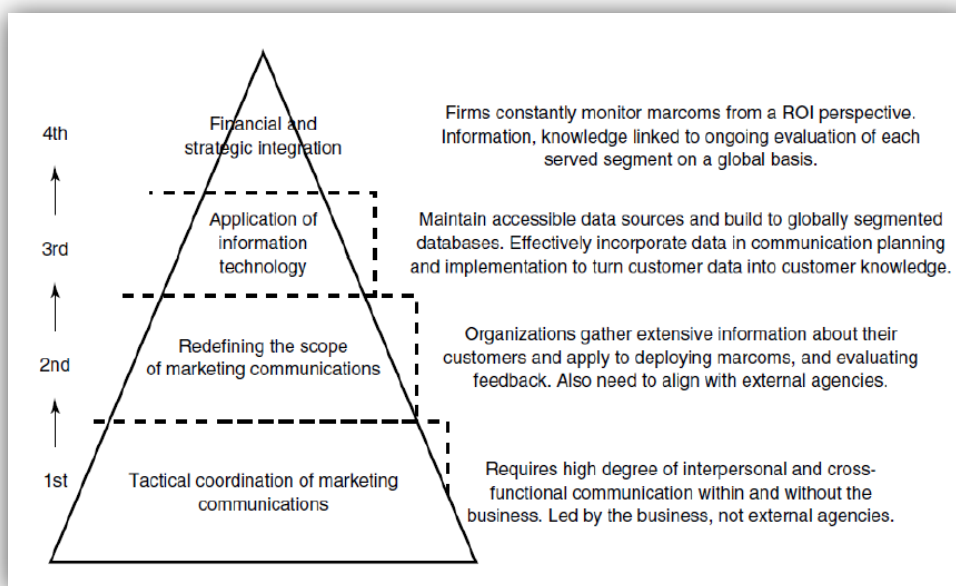 4th
Financial and
strategic integration
Firms constantly monitor marcoms from a ROI perspective.
Information, knowledge linked to ongoing evaluation of each
served segment on a global basis.
3rd
Application of
information
technology
Maintain accessible data sources and build to globally segmented
databases. Effectively incorporate data in communication planning
and implementation to turn customer data into customer knowledge.
2nd
Redefining the scope
of marketing communications
Organizations gather extensive information about their
customers and apply to deploying marcoms, and evaluating
feedback. Also need to align with external agencies.
1st
Tactical coordination of marketing
communications
Requires high degree of interpersonal and cross-
functional communication within and without the
business. Led by the business, not external agencies.